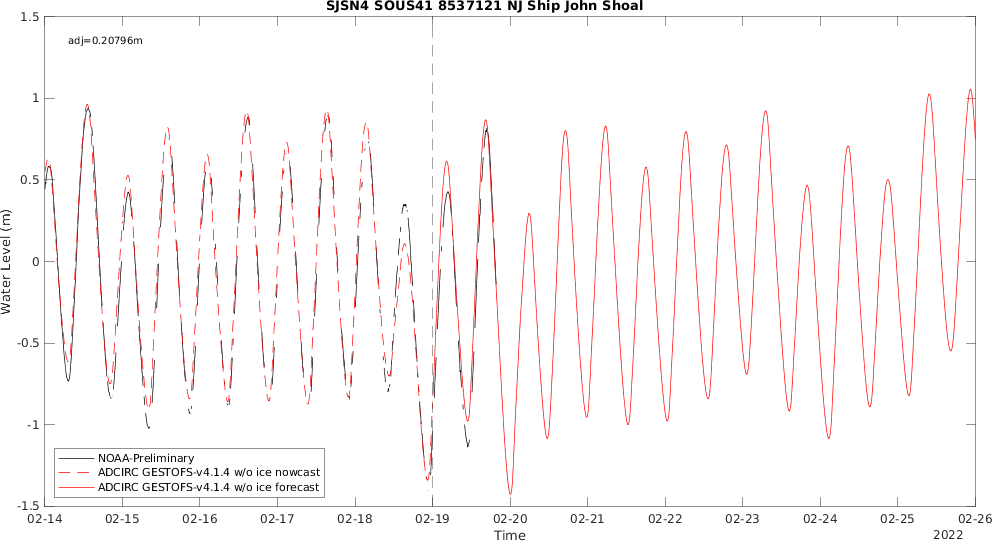 SJSN4 SOUS41 8537121 NJ Ship John Shoal
adj=0.20796m
1.5
1
0.5
0
-0.5
-1
-1.5
Water Level (m)
NOAA-Preliminary
ADCIRC GESTOFS-v4.1.4 w/o ice nowcast
ADCIRC GESTOFS-v4.1.4 w/o ice forecast
02-14 02-15 02-16 02-17 02-18 02-19 02-20 02-21 02-22 02-23 02-24 02-25 02-26
Time
2022